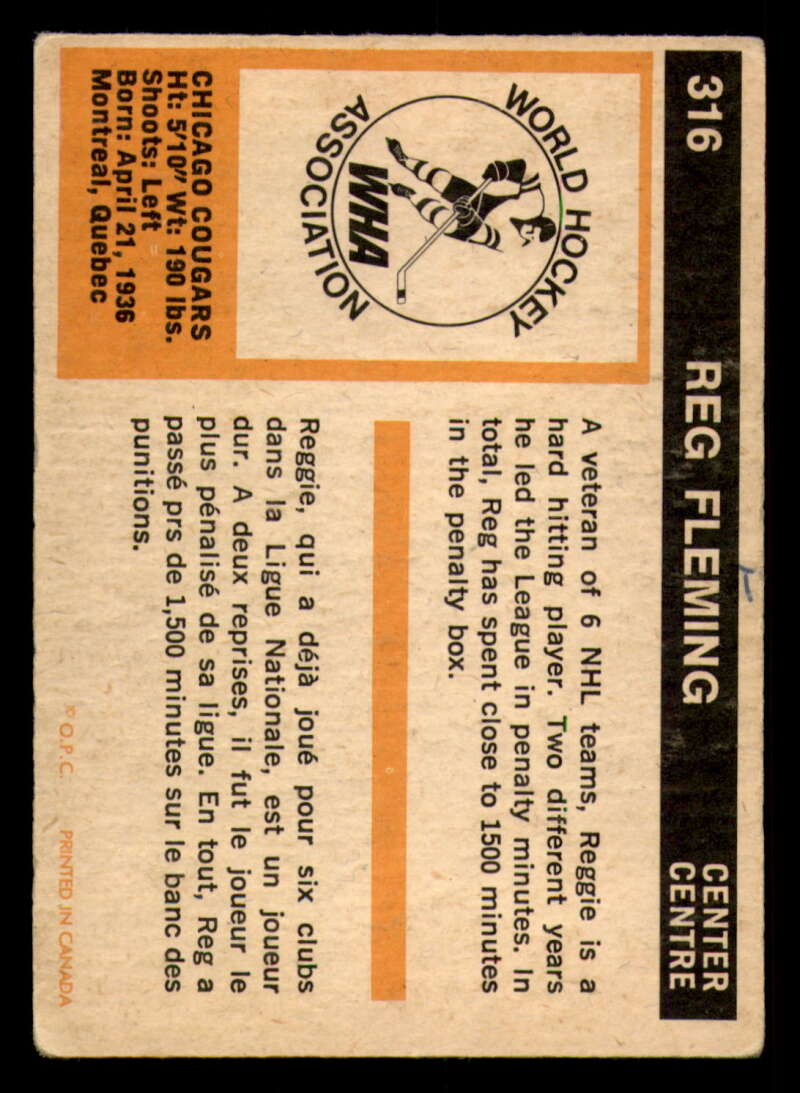 316 REG FLEMING CENTER
CENTRE
WORLD HOCKEY
WHA
ASSOCIATION
CHICAGO COUGARS
Ht: 5'10" Wt: 190 lbs.
Shoots: Left
Born: April 21, 1936
Montreal, Quebec
A veteran of 6 NHL teams, Reggie is a
hard hitting player. Two different years
he led the League in penalty minutes. In
total, Reg has spent close to 1500 minutes
in the penalty box.
Reggie, qui a déjà joué pour six clubs
dans la Ligue Nationale, est un joueur
dur. A deux reprises, il fut le joueur le
plus pénalisé de sa ligue. En tout, Reg a
passé prs de 1,500 minutes sur le banc des
punitions.
© O.P.C. PRINTED IN CANADA